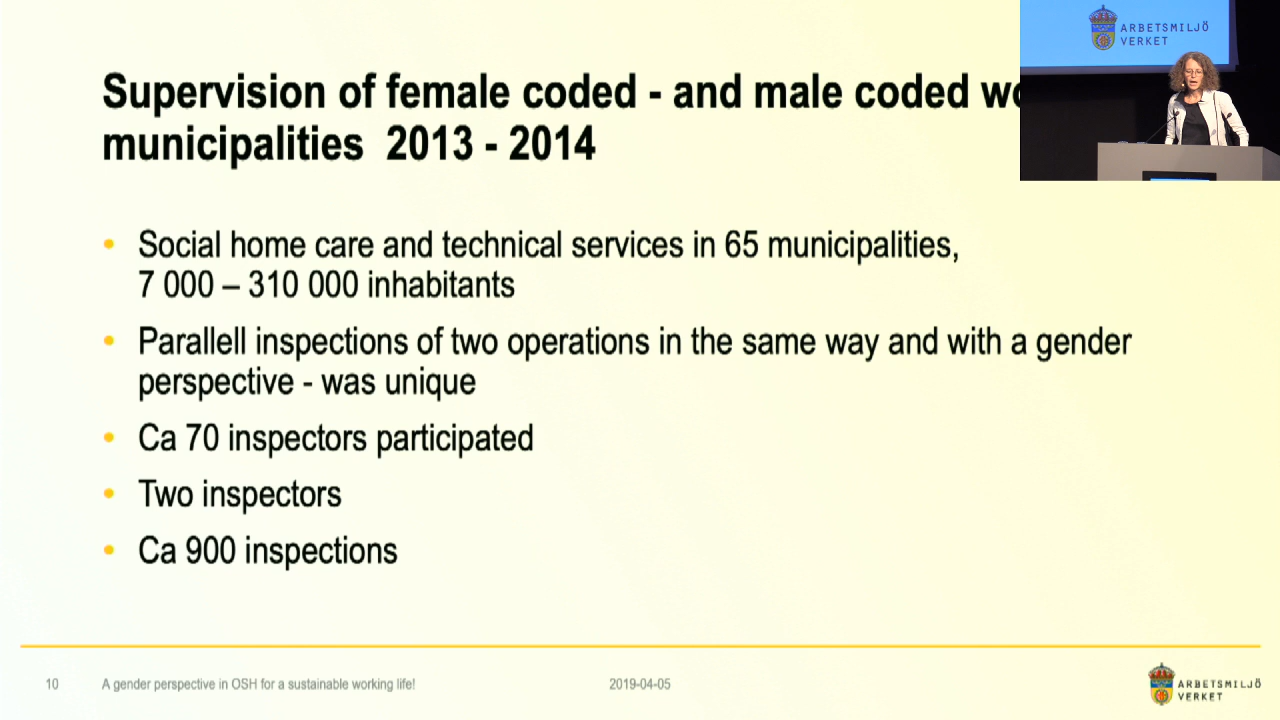 ARBETSMILJÖ
VERKET
Supervision of female coded - and male coded
municipalities 2013 - 2014
• Social home care and technical services in 65 municipalities,
7 000 – 310 000 inhabitants
• Parallell inspections of two operations in the same way and with a gender
perspective - was unique
• Ca 70 inspectors participated
• Two inspectors
• Ca 900 inspections
10 A gender perspective in OSH for a sustainable working life! 2019-04-05
ARBETSMILJÖ
VERKET